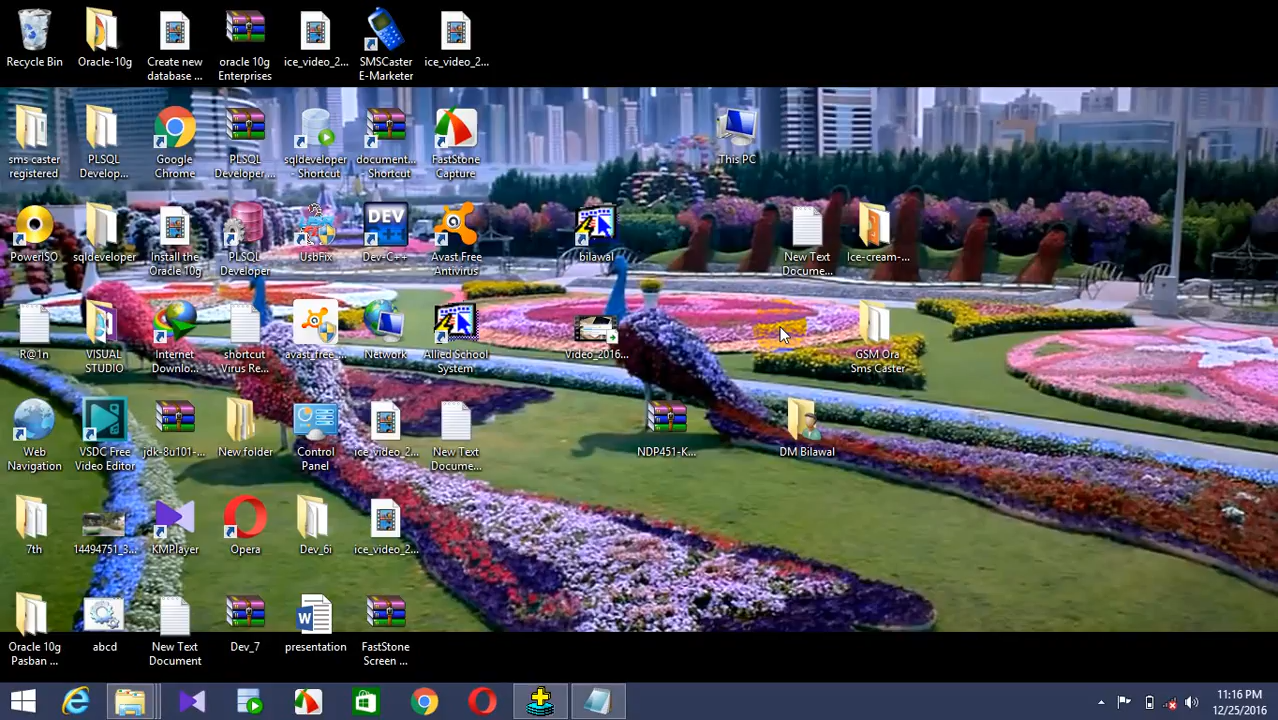 Recycle Bin
Oracle-10g
Create new
database ...
oracle 10g
Enterprises
ice_video_2...
SMSCaster
E-Marketer
ice_video_2...
sms caster
registered
PLSQL
Develop...
Google
Chrome
PLSQL
Developer ...
sqldeveloper
- Shortcut
document...
- Shortcut
FastStone
Capture
This PC
PowerISO
sqldeveloper
Install the
Oracle 10g
PLSQL
Developer
UsbFix
DEV
Dev-C++
Avast Free
Antivirus
bilawal
New Text
Docume...
Ice-cream-...
R@1n
VISUAL
STUDIO
Internet
Downlo...
shortcut
Virus Re...
avast_free_...
Network
Allied School
System
Video_2016...
GSM Ora
Sms Caster
Web
Navigation
VSDC Free
Video Editor
jdk-8u101-...
New folder
Control
Panel
ice_video_2...
New Text
Docume...
NDP451-K...
DM Bilawal
7th
14494751_3...
KMPlayer
Opera
Dev_6i
ice_video_2...
Oracle 10g
Pasban ...
abcd
New Text
Document
Dev_7
presentation
FastStone
Screen ...
11:16 PM
12/25/2016